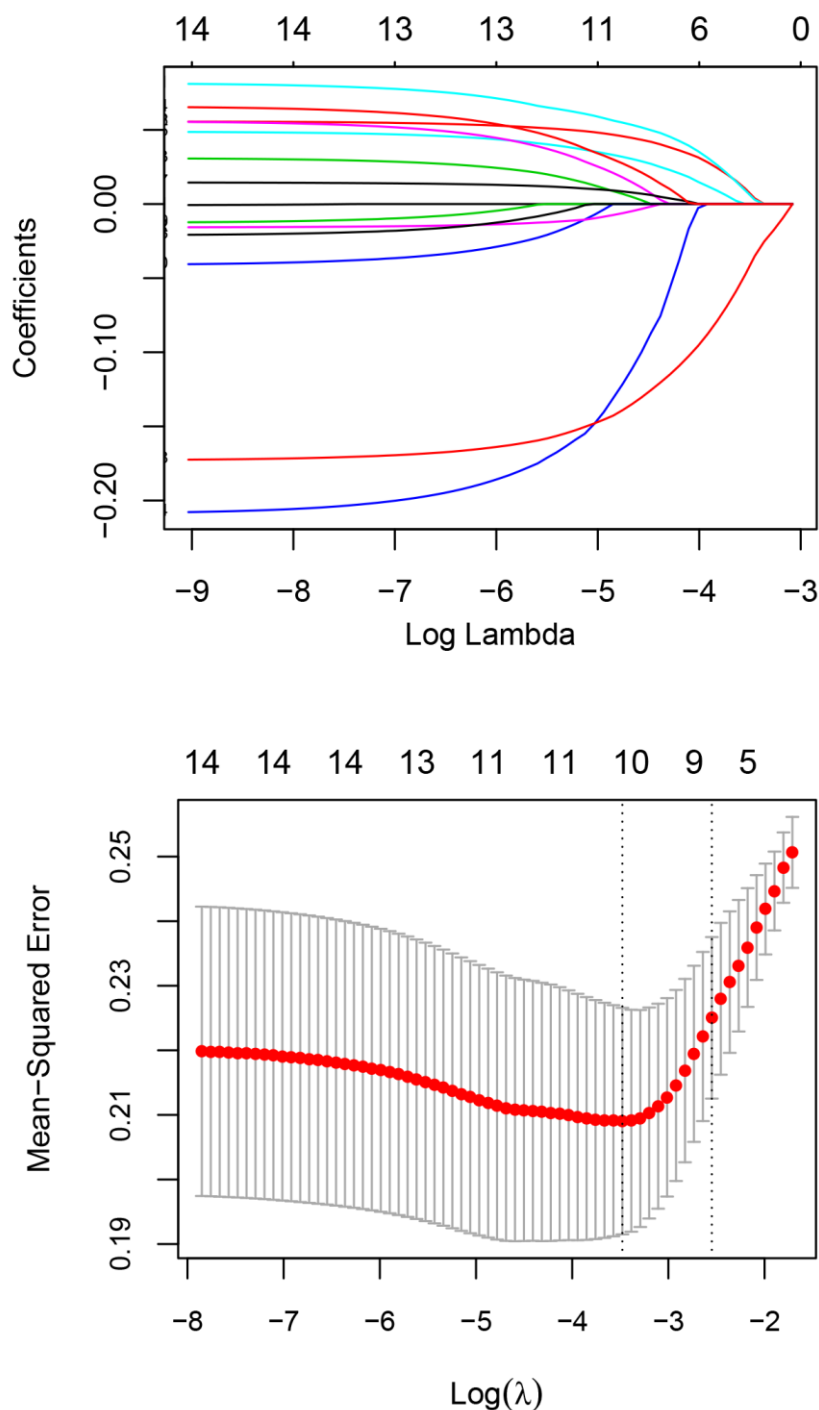 14 14 13 13 11 6 0
0.00
−0.10
−0.20
Coefficients
−9 −8 −7 −6 −5 −4 −3
Log Lambda
14 14 14 13 11 11 10 9 5
0.25
0.23
0.21
0.19
Mean−Squared Error
−8 −7 −6 −5 −4 −3 −2
Log(λ)